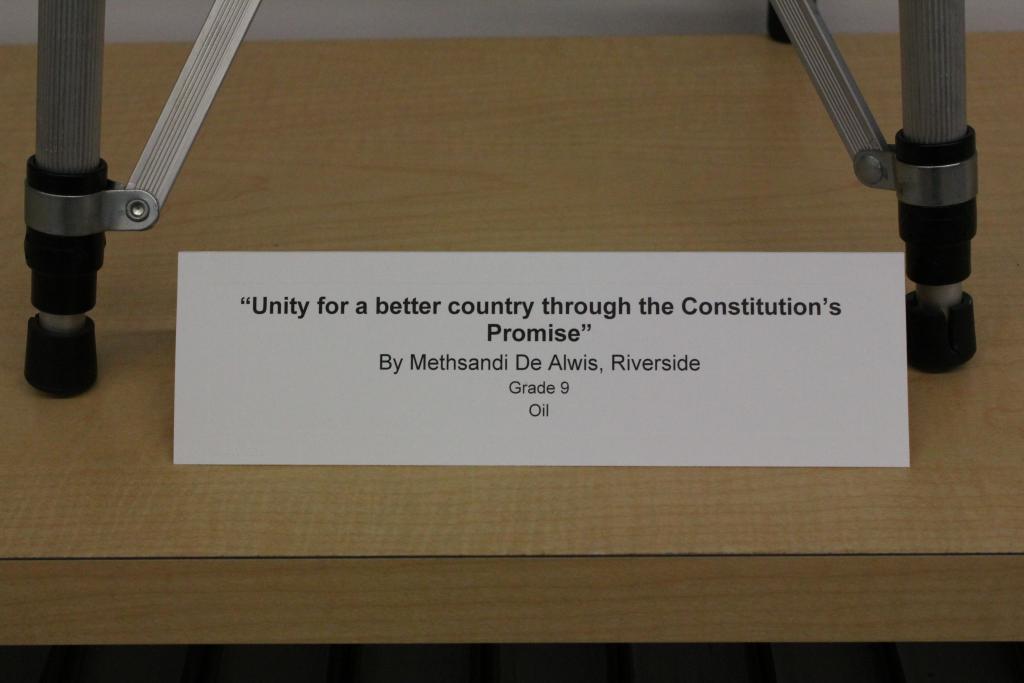 “Unity for a better country through the Constitution’s
Promise”
By Methsandi De Alwis, Riverside
Grade 9
Oil